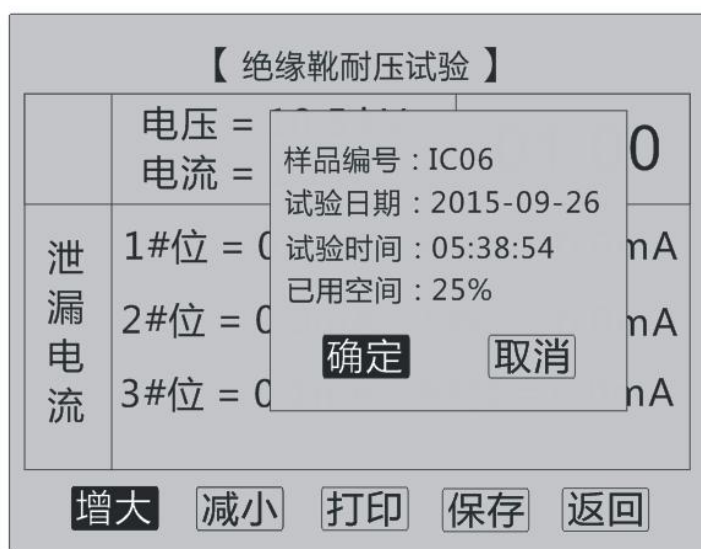 【 绝缘靴耐压试验 】
电压 =
电流 =
0
样品编号：IC06
试验日期：2015-09-26
试验时间：05:38:54
已用空间：25%
确定 取消
泄漏电流
1#位 = 0 mA
2#位 = 0 mA
3#位 = 0 mA
增大 减小 打印 保存 返回